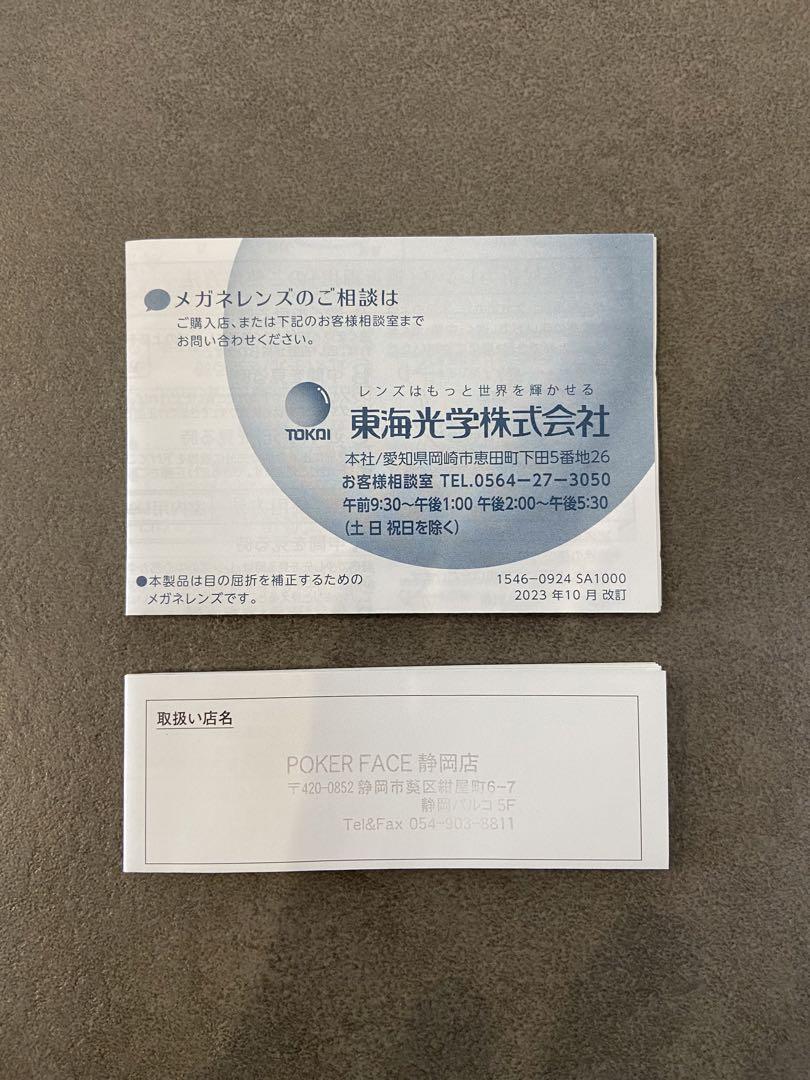 メガネレンズのご相談は
ご購入店、または下記のお客様相談室まで
お問い合わせください。
レンズはもっと世界を輝かせる
TOKAI
東海光学株式会社
本社/愛知県岡崎市恵田町下田5番地26
お客様相談室 TEL.0564-27-3050
午前9:30〜午後1:00 午後2:00〜午後5:30
(土 日 祝日を除く)
●本製品は目の屈折を補正するための
メガネレンズです。
1546-0924 SA1000
2023 年10 月 改訂
取扱い店名
POKER FACE 静岡店
〒420-0852 静岡市葵区紺屋町6-7
静岡パルコ 5F
Tel&Fax 054-903-8811